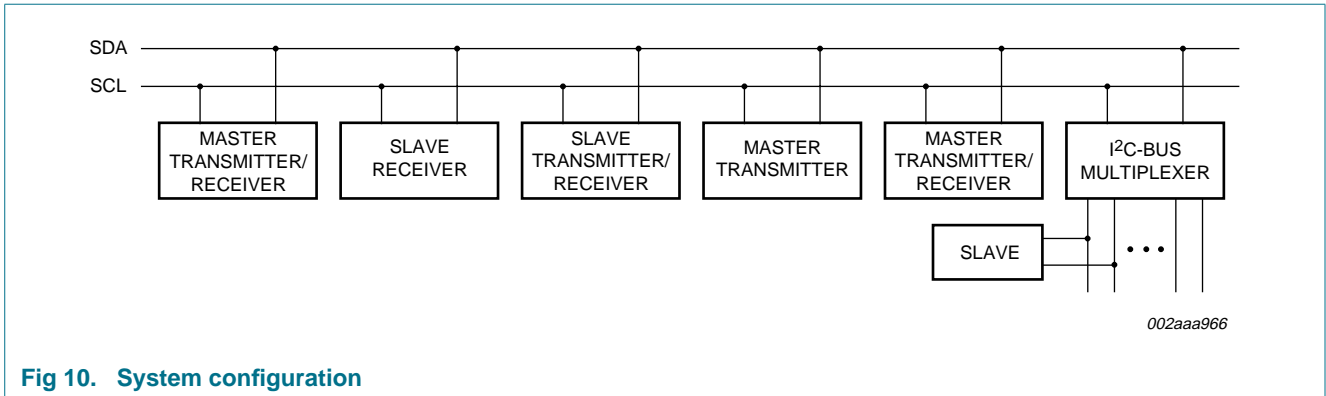 SDA
SCL
MASTER
TRANSMITTER/
RECEIVER
SLAVE
RECEIVER
SLAVE
TRANSMITTER/
RECEIVER
MASTER
TRANSMITTER
MASTER
TRANSMITTER/
RECEIVER
I2C-BUS
MULTIPLEXER
SLAVE
002aaa966
Fig 10. System configuration